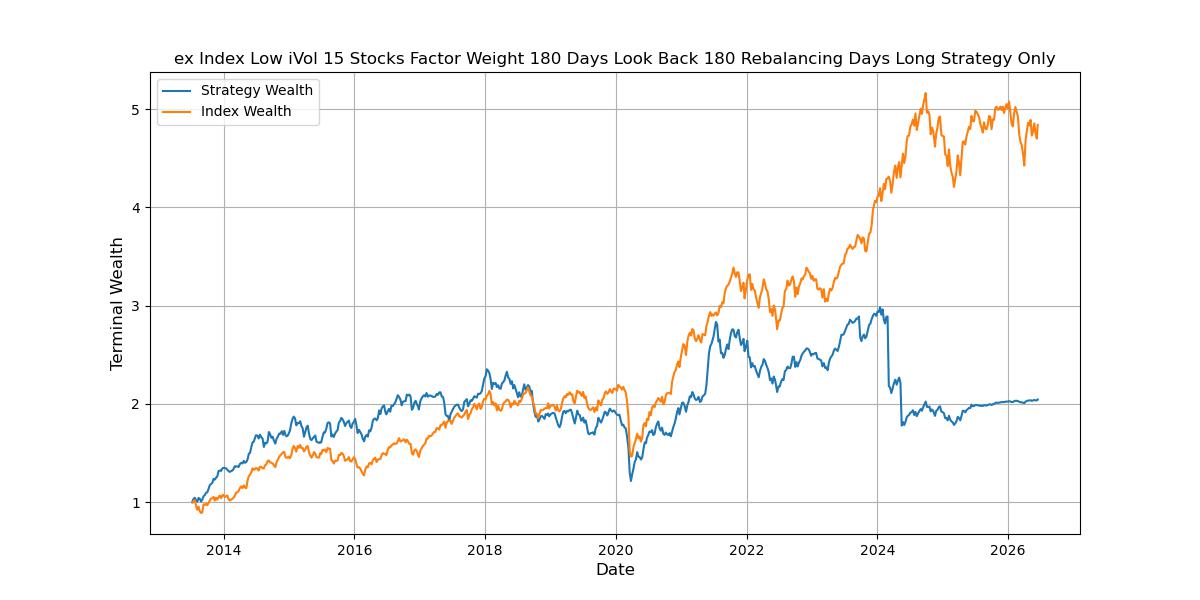 ex Index Low iVol 15 Stocks Factor Weight 180 Days Look Back 180 Rebalancing Days Long Strategy Only
Strategy Wealth
Index Wealth
Terminal Wealth
5
4
3
2
1
2014 2016 2018 2020 2022 2024 2026
Date